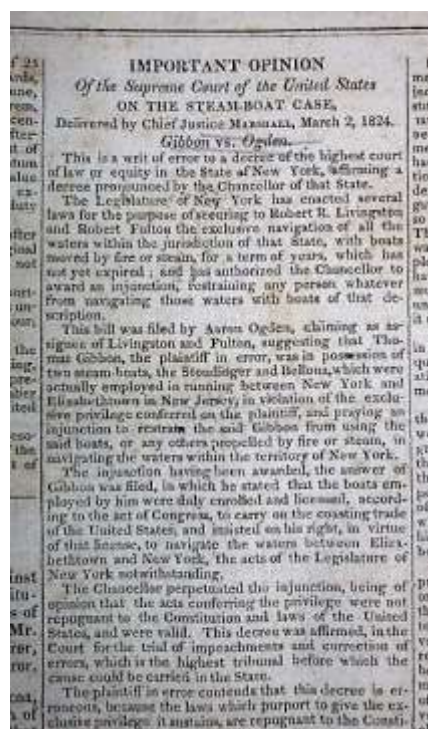 IMPORTANT OPINION
Of the Supreme Court of the United States
ON THE STEAM-BOAT CASE,
Delivered by Chief Justice MARSHALL, March 2, 1824.
Gibbon vs. Ogden.
This is a writ of error to a decree of the highest court
of law or equity in the State of New York, affirming a
decree pronounced by the Chancellor of that State.
The Legislature of New York has enacted several
laws for the purpose of securing to Robert R. Livingston
and Robert Fulton the exclusive navigation of all the
waters within the jurisdiction of that State, with boats
moved by fire or steam, for a term of years, which has
not yet expired; and has authorized the Chancellor to
award an injunction, restraining any person whatever
from navigating those waters with boats of that de-
scription.
This bill was filed by Aaron Ogden, claiming as as-
signee of Livingston and Fulton, suggesting that Tho-
mas Gibbon, the plaintiff in error, was in possession of
two steam-boats, the Stoudinger and Bellona, which were
actually employed in running between New York and
Elizabethtown in New Jersey, in violation of the exclu-
sive privilege conferred on the plaintiff, and praying an
injunction to restrain the said Gibbon from using the
said boats, or any others propelled by fire or steam, in
navigating the waters within the territory of New York.
The injunction having been awarded, the answer of
Gibbon was filed, in which he stated that the boats em-
ployed by him were duly enrolled and licensed, accord-
ing to the act of Congress, to carry on the coasting trade
of the United States, and insisted on his right, in virtue
of that license, to navigate the waters between Eliza-
bethtown and New York, the acts of the Legislature of
New York notwithstanding.
The Chancellor perpetuated the injunction, being of
opinion that the acts conferring the privilege were not
repugnant to the Constitution and laws of the United
States, and were valid. This decree was affirmed, in the
Court for the trial of impeachments and correction of
errors, which is the highest tribunal before which the
cause could be carried in the State.
The plaintiff in error contends that this decree is er-
roneous, because the laws which purport to give the ex-
clusive privilege it sustains, are repugnant to the Consti-